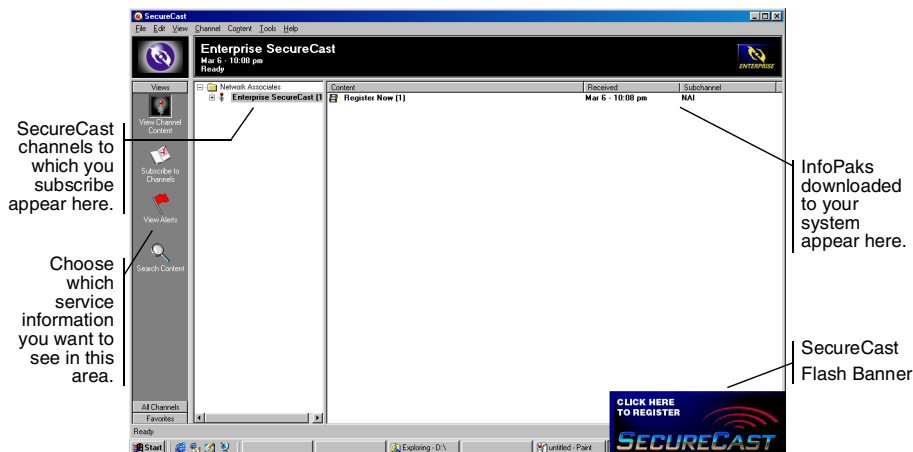 SecureCast
File Edit View Channel Content Tools Help
Enterprise SecureCast
Mar 6 - 10:08 pm
Ready
ENTERPRISE
Views
View Channel
Content
Subscribe to
Channels
View Alerts
Search Content
All Channels
Favorites
Network Associates
Enterprise SecureCast (1
Content Received Subchannel
Register Now (1) Mar 6 - 10:08 pm NAI
Ready
Start
Exploring - D:\
untitled - Paint
CLICK HERE
TO REGISTER
SECURECAST
SecureCast
channels to
which you
subscribe
appear here.
Choose
which
service
information
you want to
see in this
area.
InfoPaks
downloaded
to your
system
appear here.
SecureCast
Flash Banner